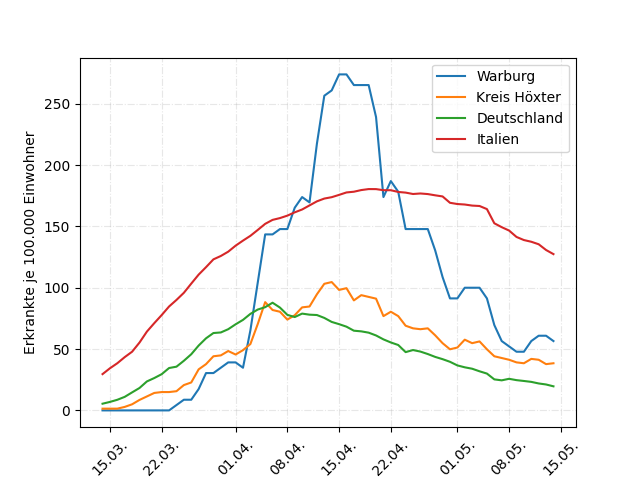 Warburg
Kreis Höxter
Deutschland
Italien
Erkrankte je 100.000 Einwohner
250
200
150
100
50
0
15.03. 22.03. 01.04. 08.04. 15.04. 22.04. 01.05. 08.05. 15.05.